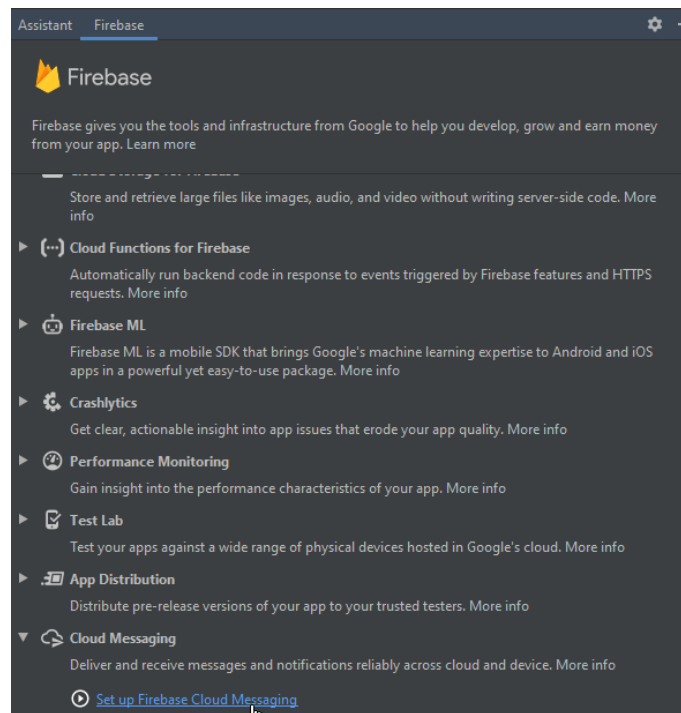 Assistant Firebase
Firebase
Firebase gives you the tools and infrastructure from Google to help you develop, grow and earn money
from your app. Learn more
Cloud Storage for Firebase
Store and retrieve large files like images, audio, and video without writing server-side code. More
info
Cloud Functions for Firebase
Automatically run backend code in response to events triggered by Firebase features and HTTPS
requests. More info
Firebase ML
Firebase ML is a mobile SDK that brings Google's machine learning expertise to Android and iOS
apps in a powerful yet easy-to-use package. More info
Crashlytics
Get clear, actionable insight into app issues that erode your app quality. More info
Performance Monitoring
Gain insight into the performance characteristics of your app. More info
Test Lab
Test your apps against a wide range of physical devices hosted in Google's cloud. More info
App Distribution
Distribute pre-release versions of your app to your trusted testers. More info
Cloud Messaging
Deliver and receive messages and notifications reliably across cloud and device. More info
Set up Firebase Cloud Messaging